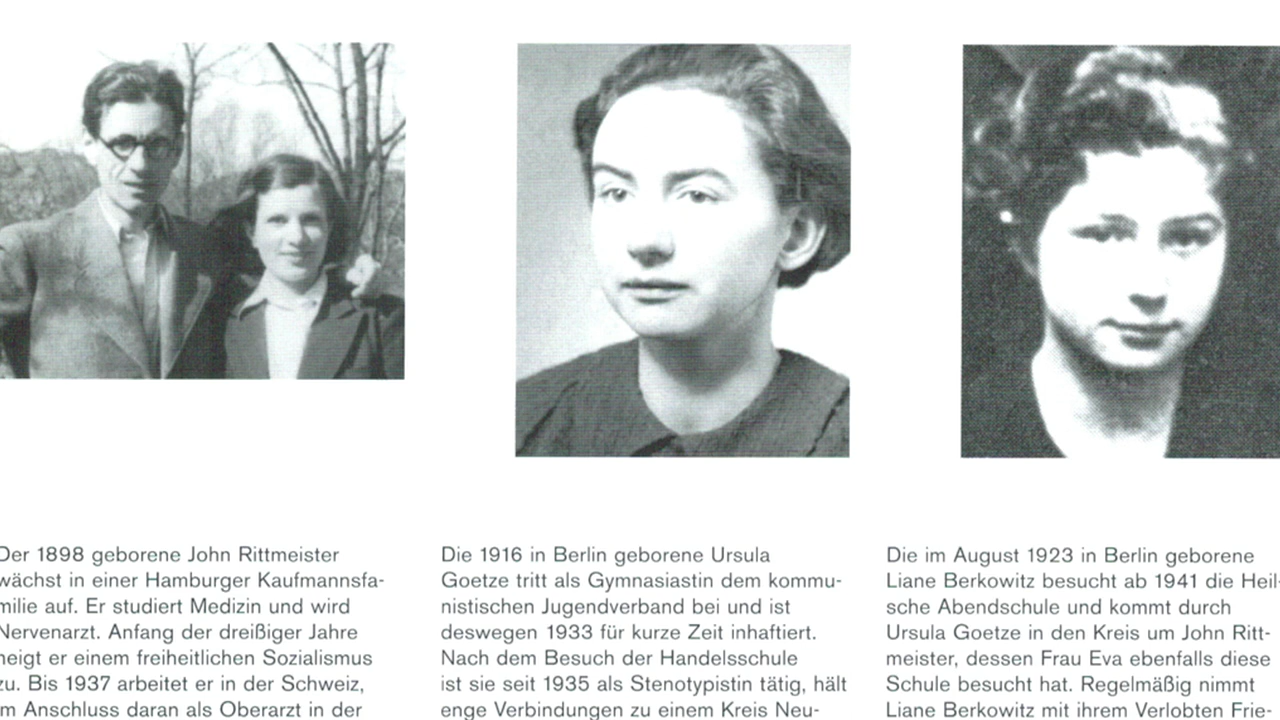 Der 1898 geborene John Rittmeister
wächst in einer Hamburger Kaufmannsfa-
milie auf. Er studiert Medizin und wird
Nervenarzt. Anfang der dreißiger Jahre
neigt er einem freiheitlichen Sozialismus
zu. Bis 1937 arbeitet er in der Schweiz,
im Anschluss daran als Oberarzt in der
Die 1916 in Berlin geborene Ursula
Goetze tritt als Gymnasiastin dem kommu-
nistischen Jugendverband bei und ist
deswegen 1933 für kurze Zeit inhaftiert.
Nach dem Besuch der Handelsschule
ist sie seit 1935 als Stenotypistin tätig, hält
enge Verbindungen zu einem Kreis Neu-
Die im August 1923 in Berlin geborene
Liane Berkowitz besucht ab 1941 die Heil-
sche Abendschule und kommt durch
Ursula Goetze in den Kreis um John Ritt-
meister, dessen Frau Eva ebenfalls diese
Schule besucht hat. Regelmäßig nimmt
Liane Berkowitz mit ihrem Verlobten Frie-